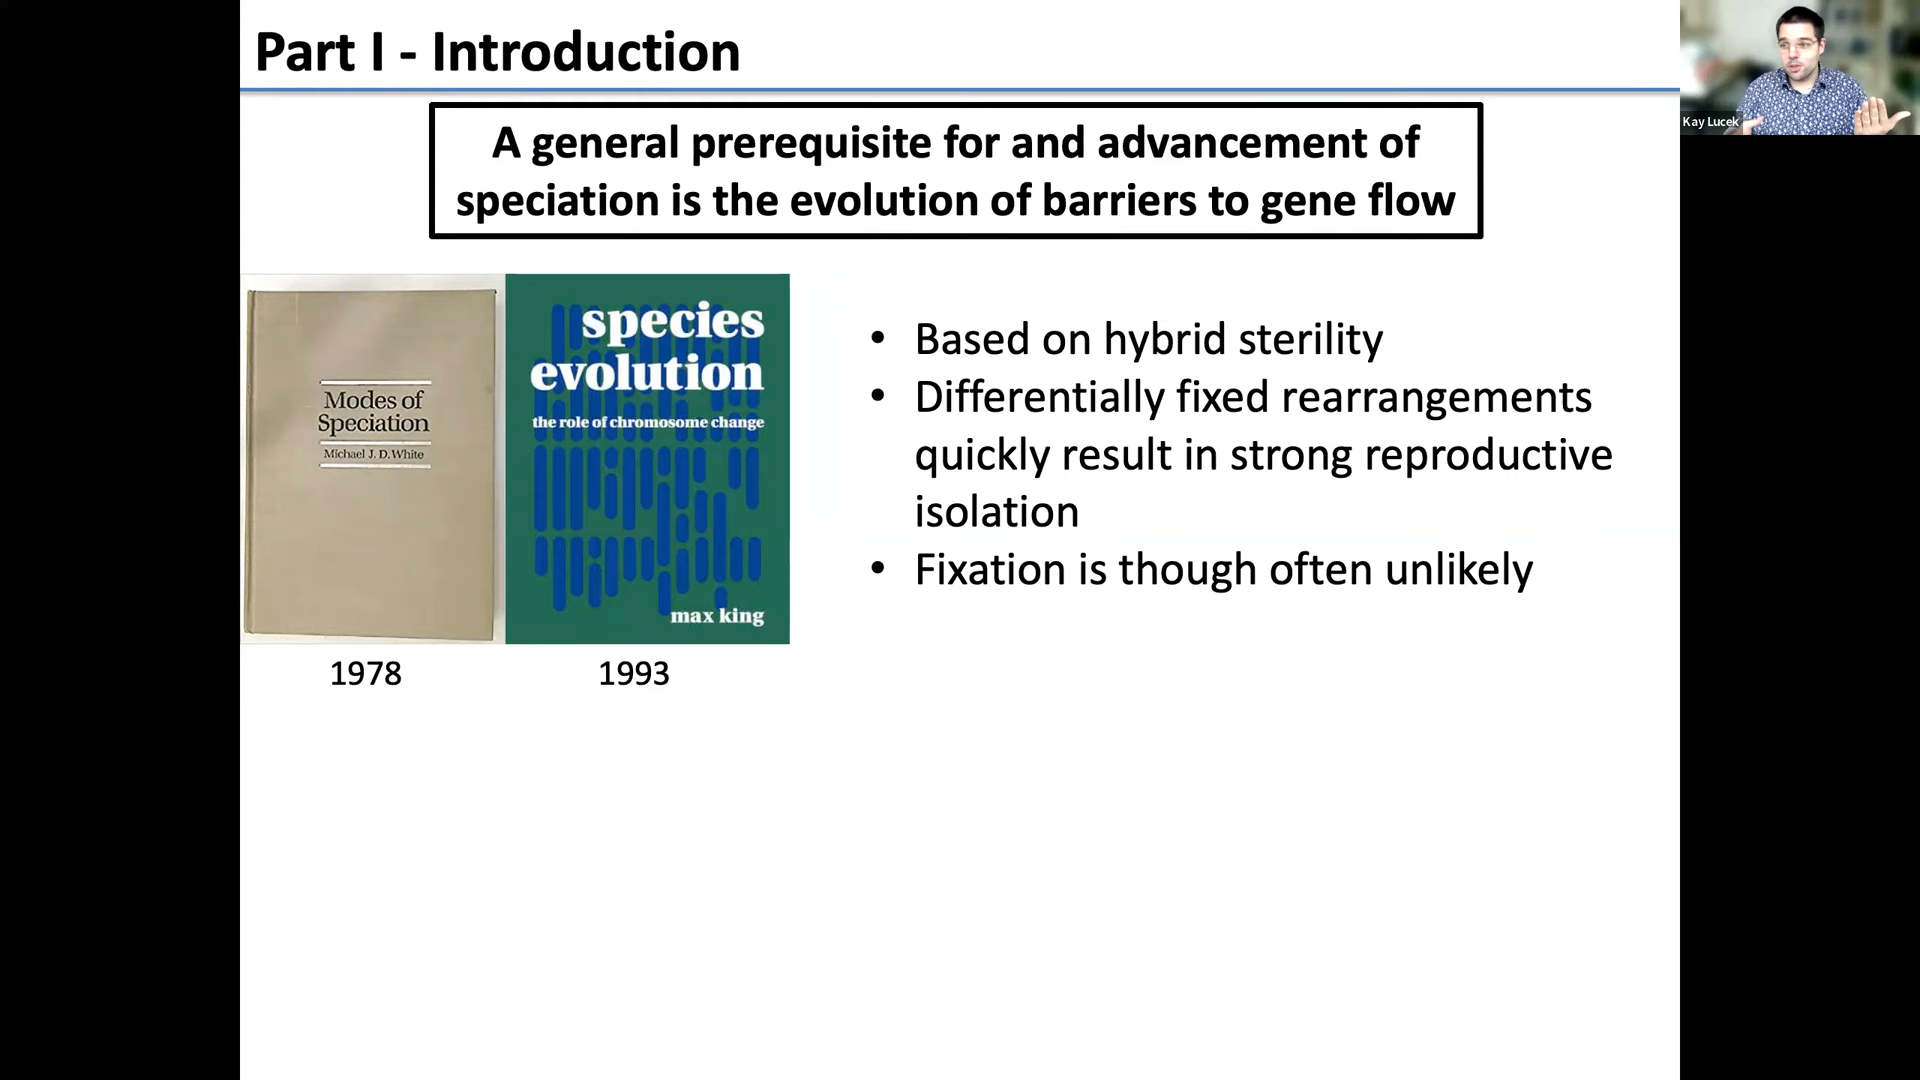 Part I - Introduction
Kay Lucek
A general prerequisite for and advancement of
speciation is the evolution of barriers to gene flow
Modes of
Speciation
Michael J. D. White
species
evolution
the role of chromosome change
max king
1978
1993
• Based on hybrid sterility
• Differentially fixed rearrangements
quickly result in strong reproductive
isolation
• Fixation is though often unlikely